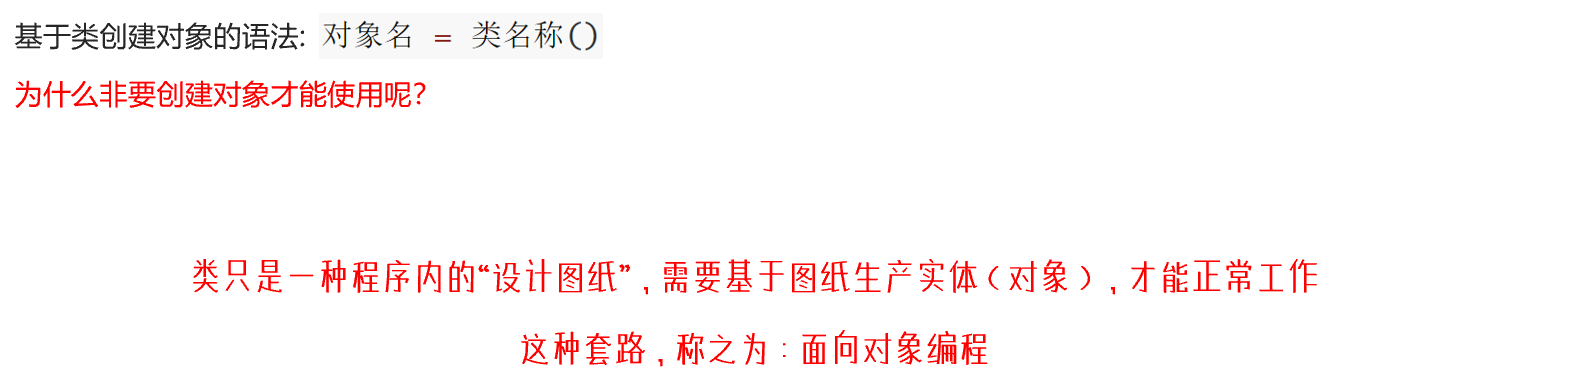 基于类创建对象的语法: 对象名 = 类名称()
为什么非要创建对象才能使用呢?
类只是一种程序内的“设计图纸”，需要基于图纸生产实体（对象），才能正常工作
这种套路，称之为：面向对象编程